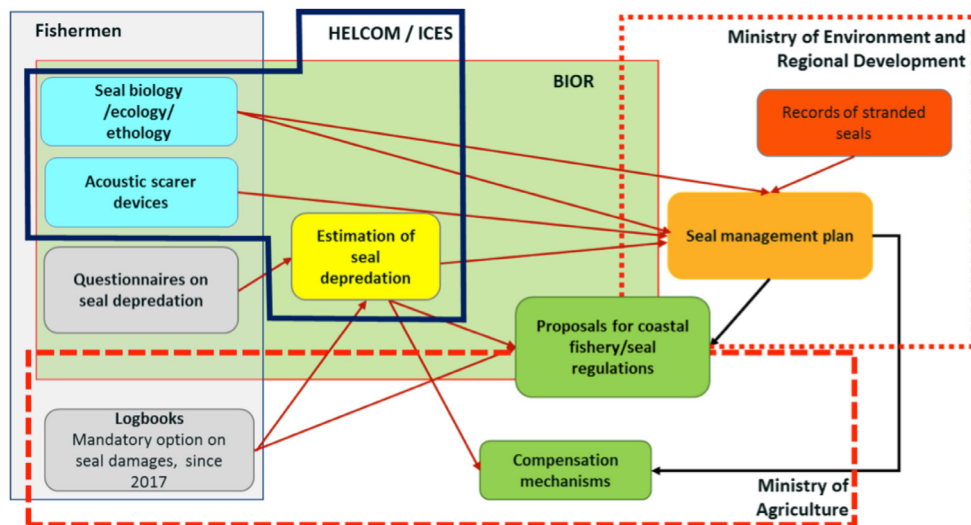 Fishermen
HELCOM / ICES
Ministry of Environment and
Regional Development
BIOR
Seal biology
/ecology/
ethology
Records of stranded
seals
Acoustic scarer
devices
Estimation of
seal
depredation
Seal management plan
Questionnaires on
seal depredation
Proposals for coastal
fishery/seal
regulations
Logbooks
Mandatory option on
seal damages, since
2017
Compensation
mechanisms
Ministry of
Agriculture